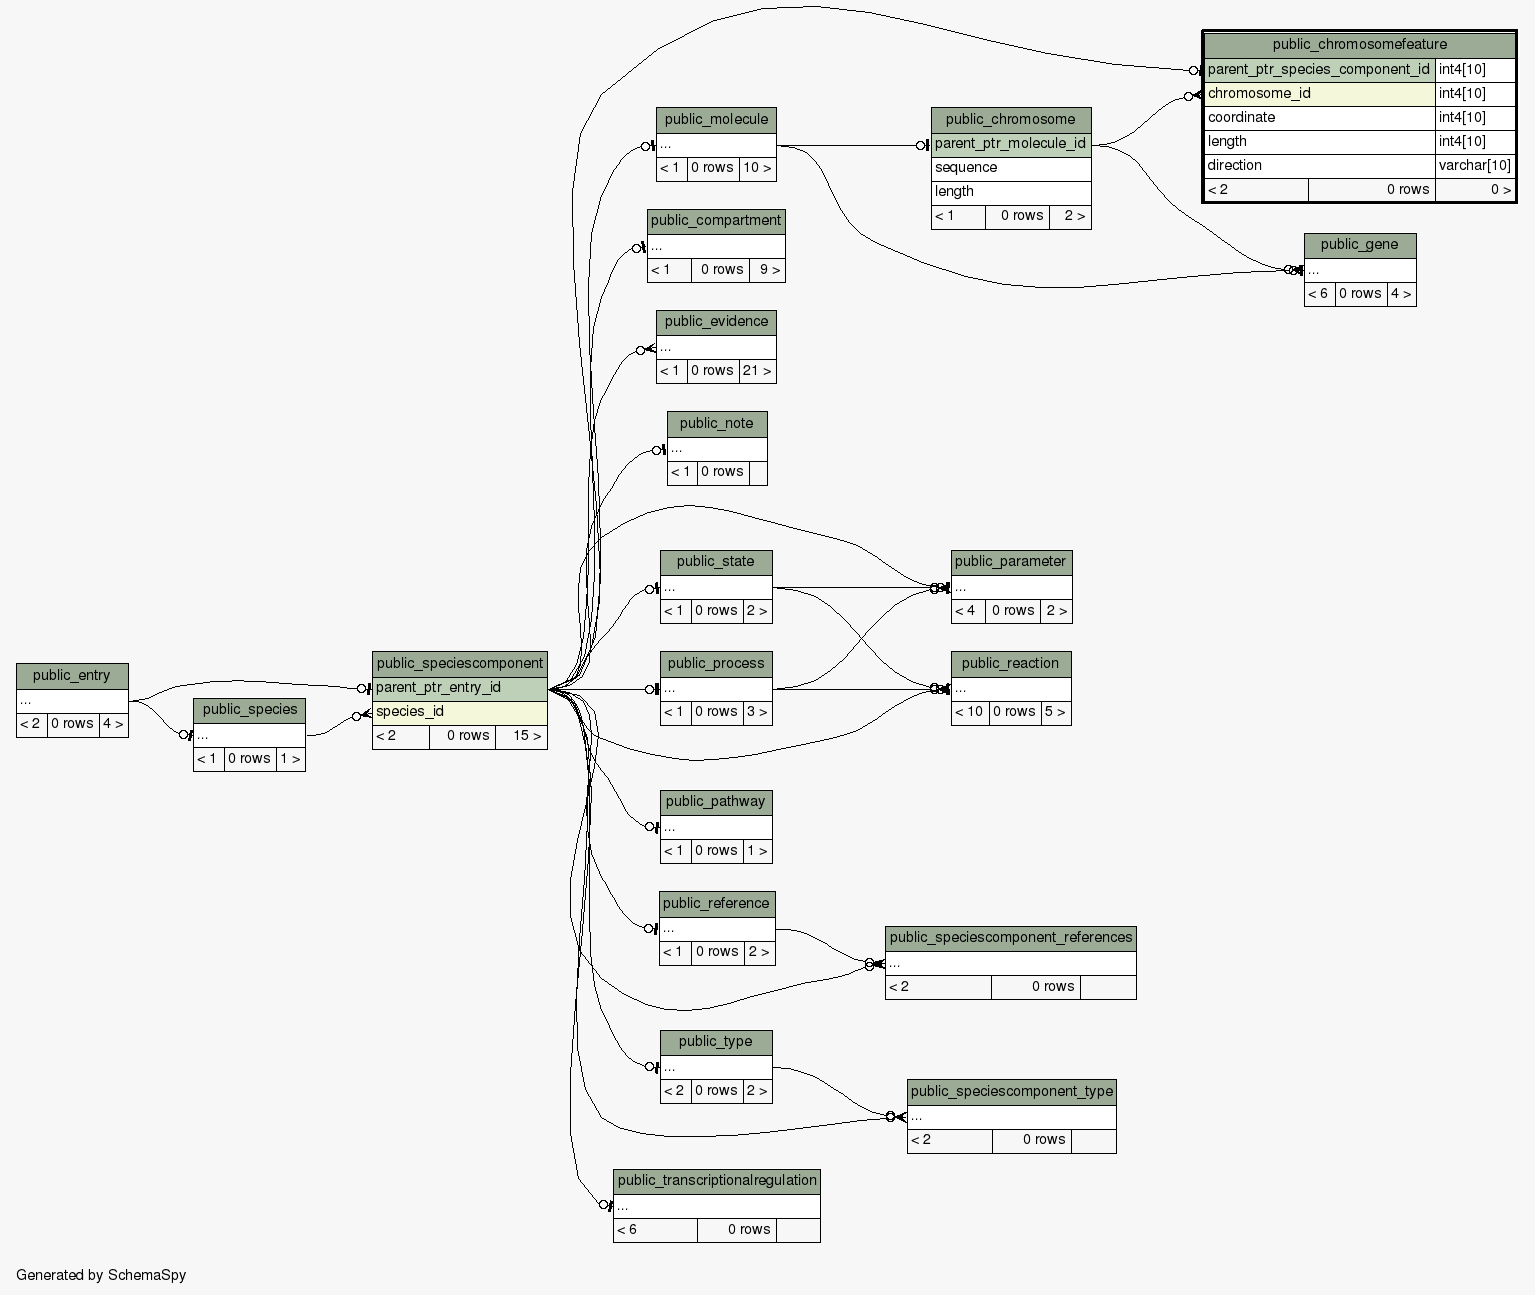 public_chromosomefeature
parent_ptr_species_component_id int4[10]
chromosome_id int4[10]
coordinate int4[10]
length int4[10]
direction varchar[10]
< 2 0 rows 0 >
public_molecule
...
< 1 0 rows 10 >
public_chromosome
parent_ptr_molecule_id
sequence
length
< 1 0 rows 2 >
public_compartment
...
< 1 0 rows 9 >
public_gene
...
< 6 0 rows 4 >
public_evidence
...
< 1 0 rows 21 >
public_note
...
< 1 0 rows
public_state
...
< 1 0 rows 2 >
public_parameter
...
< 4 0 rows 2 >
public_entry
...
< 2 0 rows 4 >
public_species
...
< 1 0 rows 1 >
public_speciescomponent
parent_ptr_entry_id
species_id
< 2 0 rows 15 >
public_process
...
< 1 0 rows 3 >
public_reaction
...
< 10 0 rows 5 >
public_pathway
...
< 1 0 rows 1 >
public_reference
...
< 1 0 rows 2 >
public_speciescomponent_references
...
< 2 0 rows
public_type
...
< 2 0 rows 2 >
public_speciescomponent_type
...
< 2 0 rows
public_transcriptionalregulation
...
< 6 0 rows
Generated by SchemaSpy